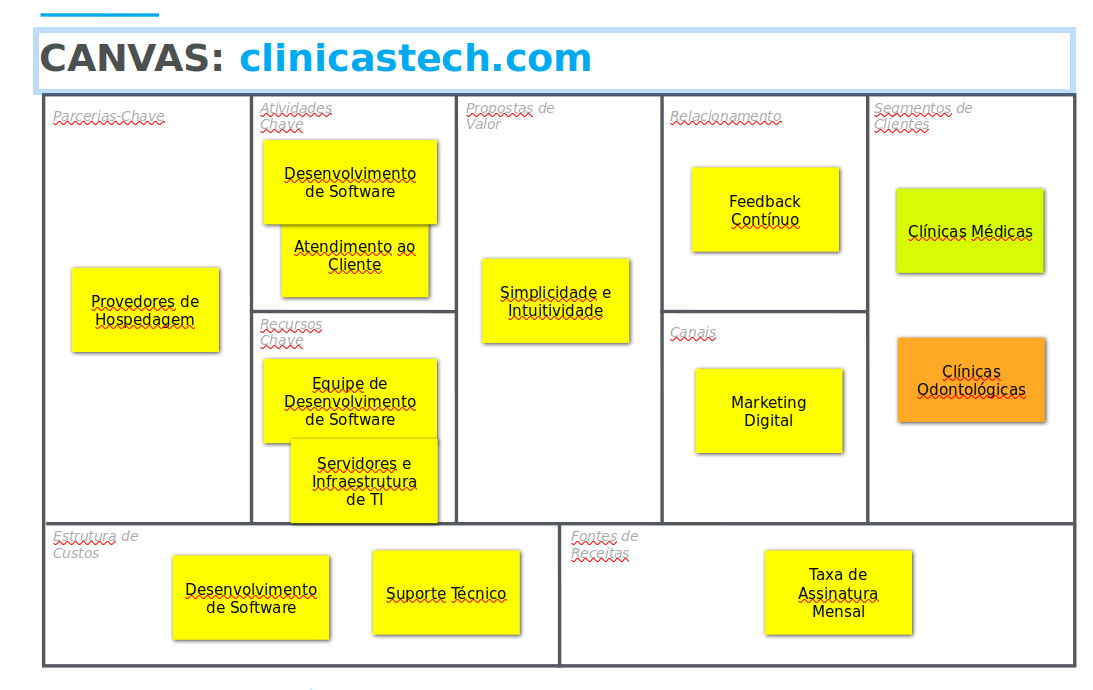 CANVAS: clinicastech.com
Parcerias-Chave
Provedores de
Hospedagem
Atividades
Chave
Desenvolvimento
de Software
Atendimento ao
Cliente
Recursos
Chave
Equipe de
Desenvolvimento
de Software
Servidores e
Infraestrutura
de TI
Propostas de
Valor
Simplicidade e
Intuitividade
Relacionamento
Feedback
Contínuo
Canais
Marketing
Digital
Segmentos de
Clientes
Clínicas Médicas
Clínicas
Odontológicas
Estrutura de
Custos
Desenvolvimento
de Software
Suporte Técnico
Fontes de
Receitas
Taxa de
Assinatura
Mensal